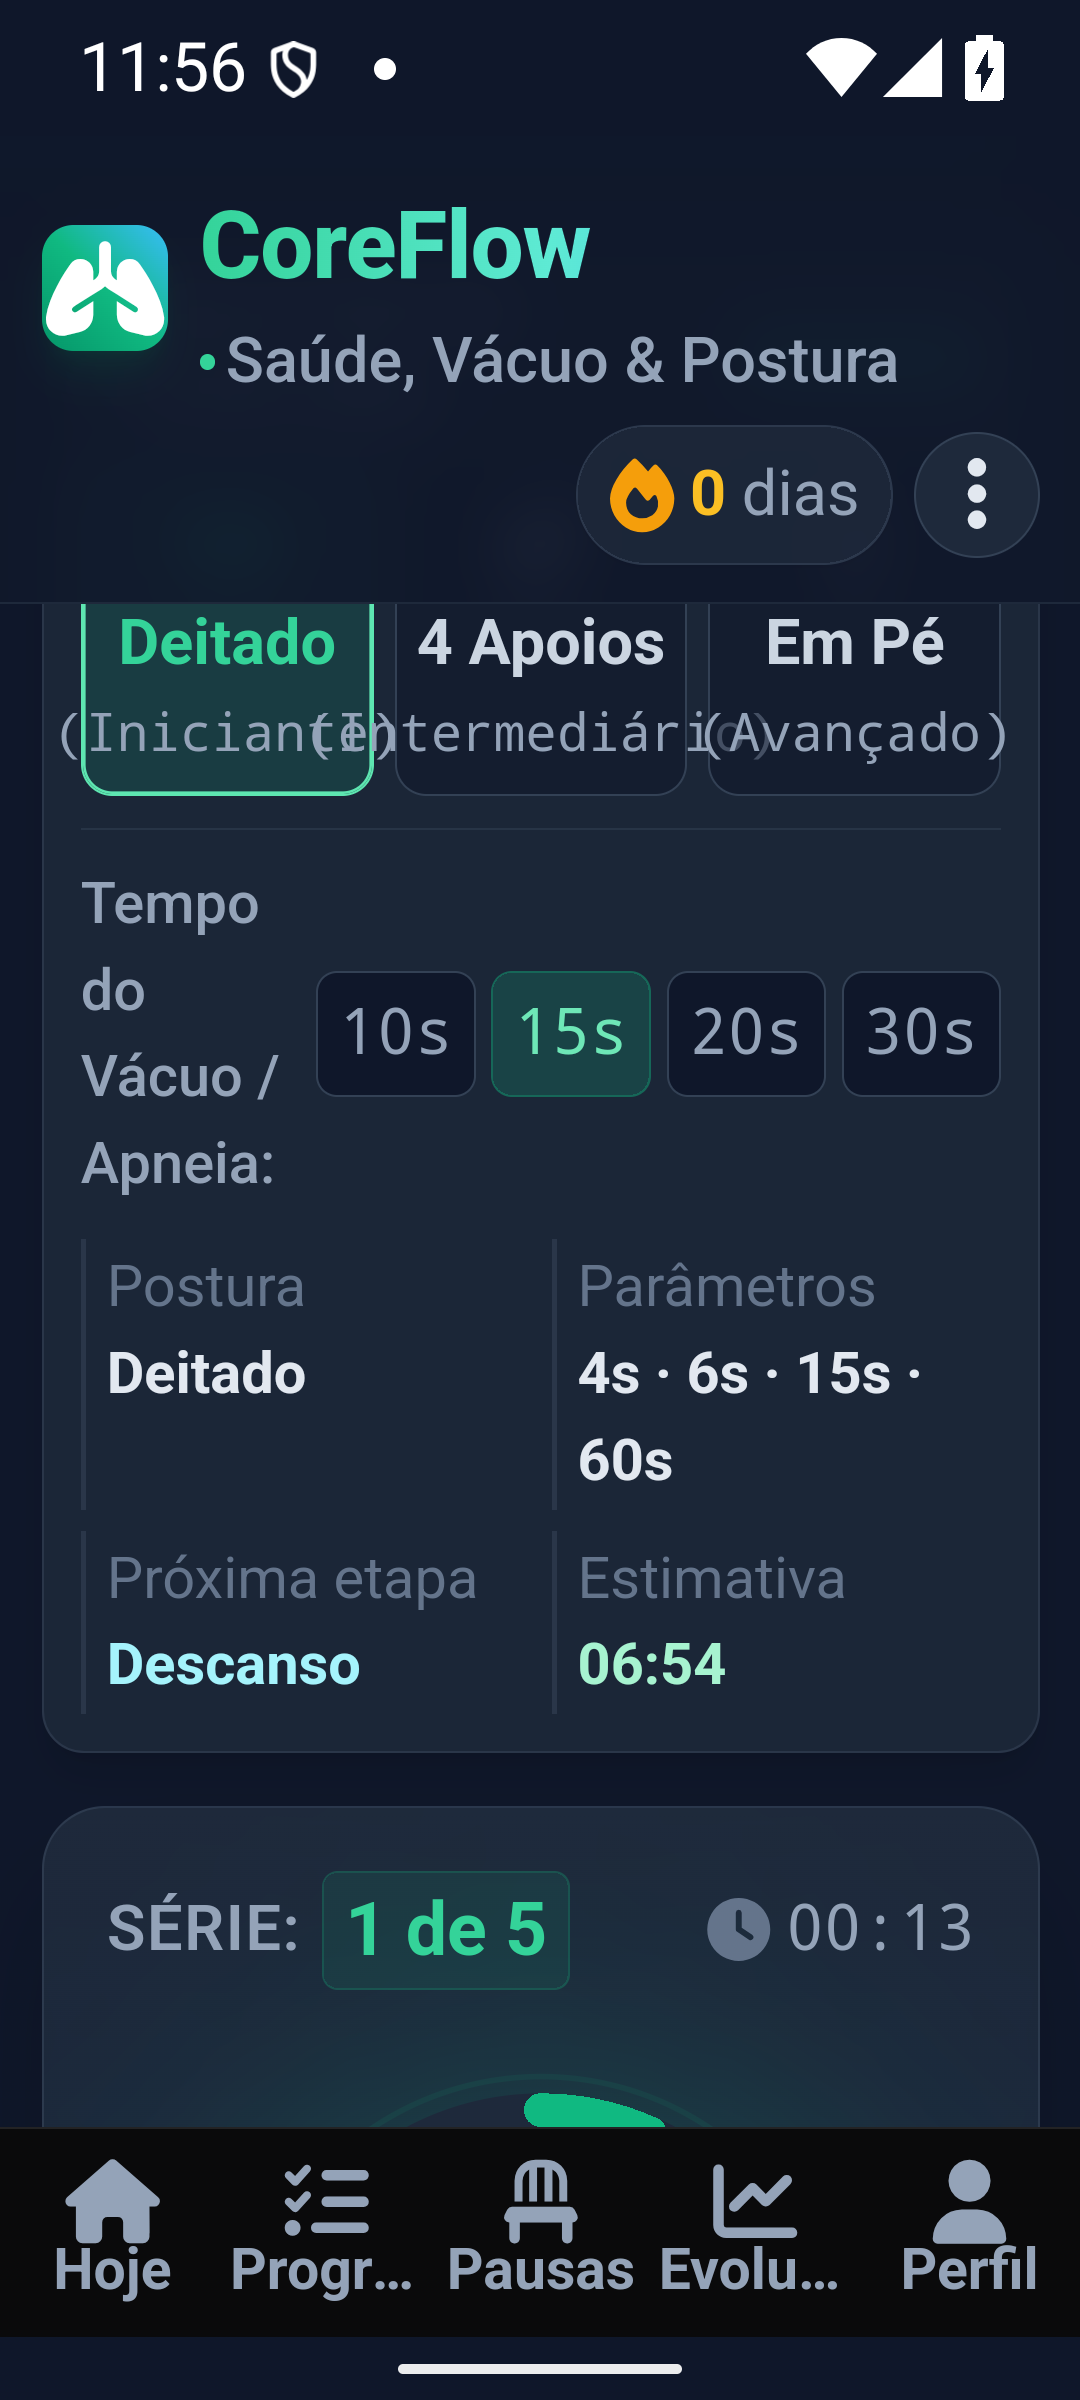 11:56
CoreFlow
• Saúde, Vácuo & Postura
0 dias
Deitado
4 Apoios
Em Pé
(Iniciante)
(Intermediário)
(Avançado)
Tempo
do
Vácuo /
Apneia:
10s
15s
20s
30s
Postura
Deitado
Parâmetros
4s · 6s · 15s ·
60s
Próxima etapa
Descanso
Estimativa
06:54
SÉRIE:
1 de 5
00:13
Hoje
Progr...
Pausas
Evolu...
Perfil